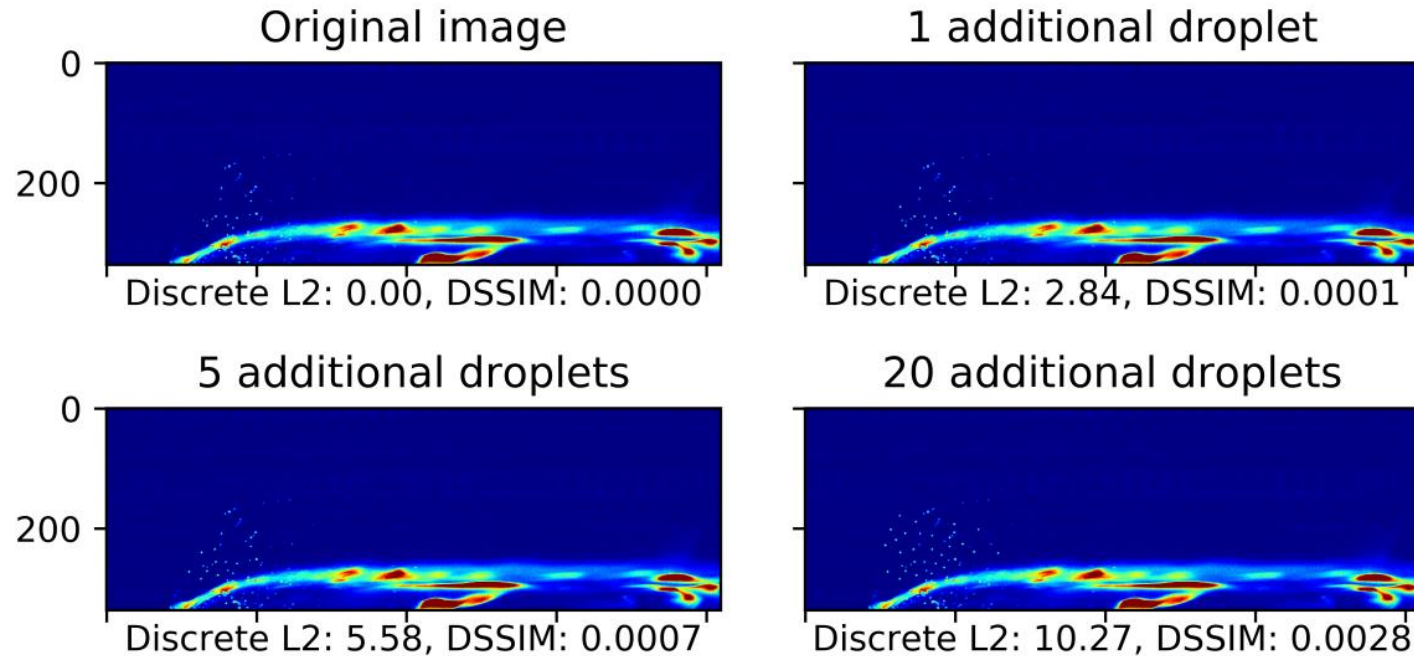 Original image
1 additional droplet
0
200
Discrete L2: 0.00, DSSIM: 0.0000
Discrete L2: 2.84, DSSIM: 0.0001
5 additional droplets
20 additional droplets
0
200
Discrete L2: 5.58, DSSIM: 0.0007
Discrete L2: 10.27, DSSIM: 0.0028